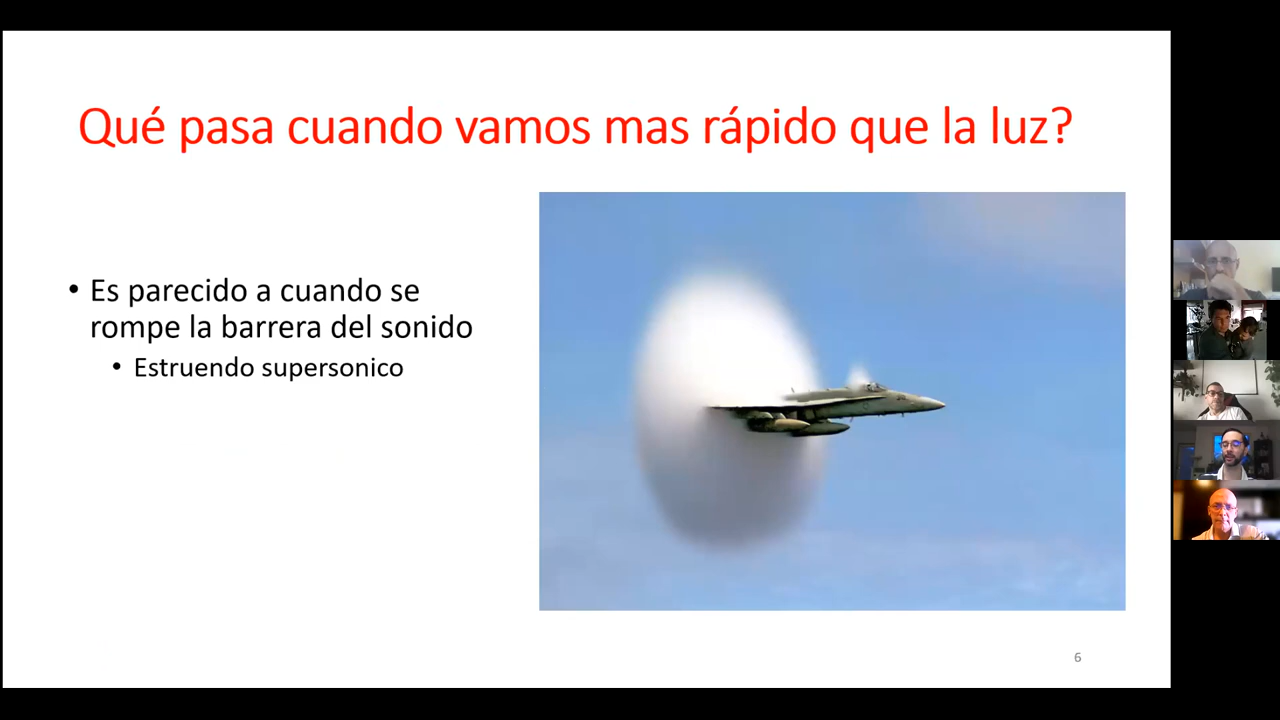 Qué pasa cuando vamos mas rápido que la luz?
• Es parecido a cuando se
rompe la barrera del sonido
• Estruendo supersonico
6